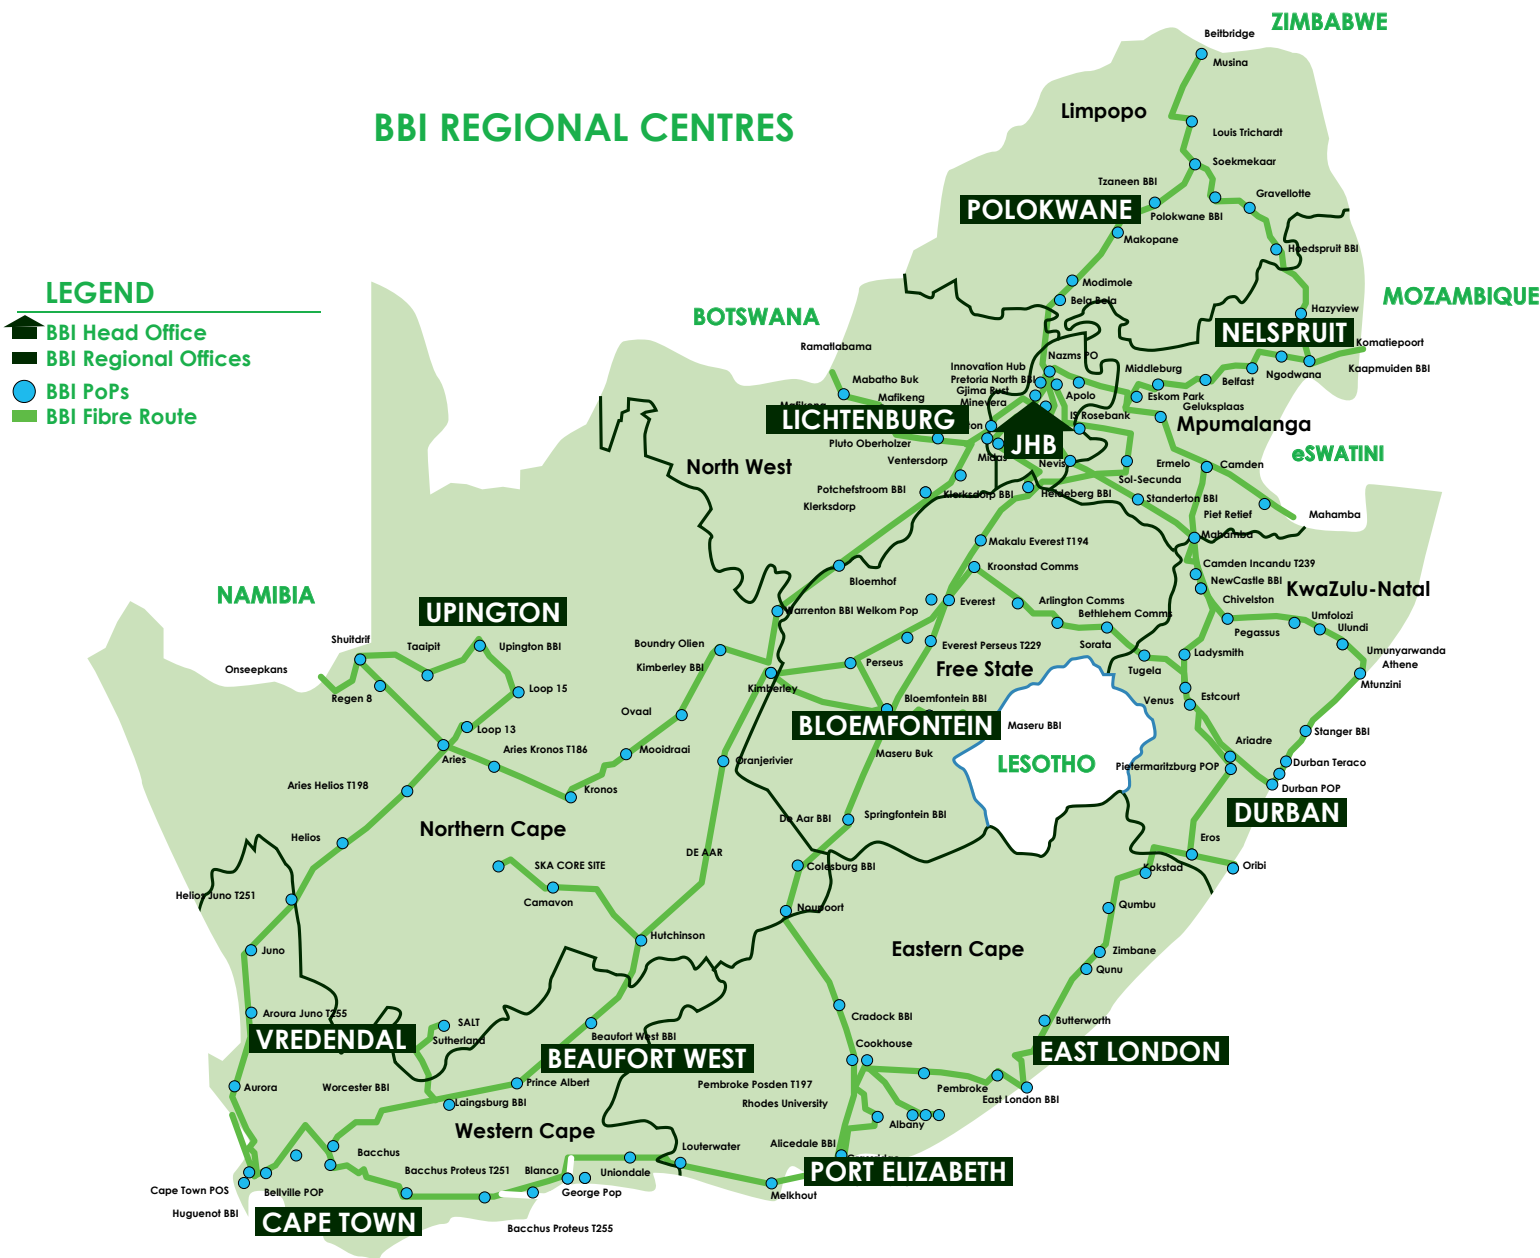 ZIMBABWE
Beitbridge
Musina
Limpopo
BBI REGIONAL CENTRES
Louis Trichardt
Soekmekaar
Tzaneen BBI
Gravellotte
POLOKWANE
Polokwane BBI
Makopane
Hoedspruit BBI
LEGEND
BBI Head Office
BBI Regional Offices
BBI PoPs
BBI Fibre Route
Modimole
Bela Bela
MOZAMBIQUE
BOTSWANA
Hazyview
NELSPRUIT
Ramatlabama
Komatiepoort
Nazms PO
Innovation Hub
Middleburg
Ngodwana
Kaapmuiden BBI
Mabatho Buk
Pretoria North BBI
Belfast
Mafikeng
Gjima Rust
Apolo
Eskom Park
Mafikeng
Minevera
Geluksplaas
LICHTENBURG
IS Rosebank
Mpumalanga
Pluto Oberholzer
JHB
eSWATINI
North West
Ventersdorp
Midas
Nevis
Ermelo
Camden
Sol-Secunda
Potchefstroom BBI
Klerksdorp BBI
Heideberg BBI
Standerton BBI
Klerksdorp
Piet Retief
Mahamba
Mahamba
Makalu Everest T194
Camden Incandu T239
Bloemhof
Kroonstad Comms
NewCastle BBI
KwaZulu-Natal
NAMIBIA
UPINGTON
Warrenton BBI
Welkom Pop
Everest
Arlington Comms
Chivelston
Bethlehem Comms
Umfolozi
Pegassus
Ulundi
Shuitdrif
Taaipit
Upington BBI
Boundry Olien
Everest Perseus T229
Sorata
Ladysmith
Umunyarwanda
Onseepkans
Kimberley BBI
Perseus
Free State
Tugela
Athene
Regen 8
Loop 15
Kimberley
Mtunzini
Ovaal
Bloemfontein BBI
Venus
Estcourt
Loop 13
BLOEMFONTEIN
Maseru BBI
Stanger BBI
Aries Kronos T186
Mooidraai
Maseru Buk
Ariadre
Aries
Oranjerivier
LESOTHO
Pietermaritzburg POP
Durban Teraco
Aries Helios T198
Kronos
Durban POP
DURBAN
Northern Cape
De Aar BBI
Springfontein BBI
Helios
Eros
DE AAR
SKA CORE SITE
Colesburg BBI
Kokstad
Oribi
Helios Juno T251
Camavon
Noupoort
Qumbu
Hutchinson
Eastern Cape
Juno
Zimbane
Qunu
Aroura Juno T255
SALT
Cradock BBI
Butterworth
VREDENDAL
Sutherland
Beaufort West BBI
Cookhouse
EAST LONDON
BEAUFORT WEST
Aurora
Worcester BBI
Prince Albert
Pembroke Posden T197
Pembroke
Laingsburg BBI
Rhodes University
East London BBI
Western Cape
Albany
Bacchus
Louterwater
Alicedale BBI
Bacchus Proteus T251
Blanco
Uniondale
PORT ELIZABETH
Cape Town POS
Bellville POP
George Pop
Melkhout
Huguenot BBI
CAPE TOWN
Bacchus Proteus T255